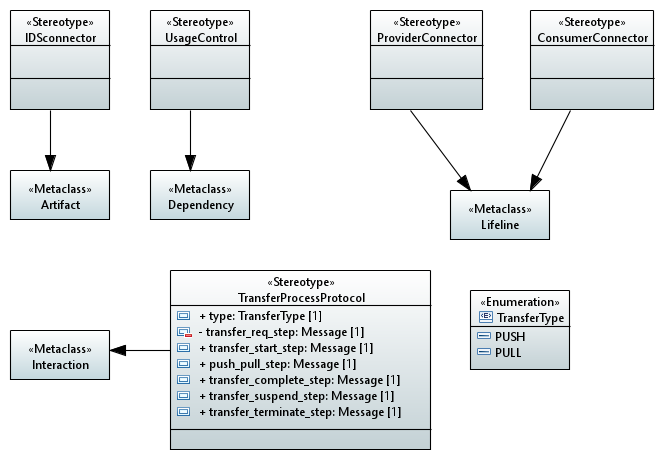 «Stereotype»
IDSconnector
«Stereotype»
UsageControl
«Stereotype»
ProviderConnector
«Stereotype»
ConsumerConnector
«Metaclass»
Artifact
«Metaclass»
Dependency
«Metaclass»
Lifeline
«Stereotype»
TransferProcessProtocol
+ type: TransferType [1]
- transfer_req_step: Message [1]
+ transfer_start_step: Message [1]
+ push_pull_step: Message [1]
+ transfer_complete_step: Message [1]
+ transfer_suspend_step: Message [1]
+ transfer_terminate_step: Message [1]
«Metaclass»
Interaction
«Enumeration»
«E» TransferType
PUSH
PULL